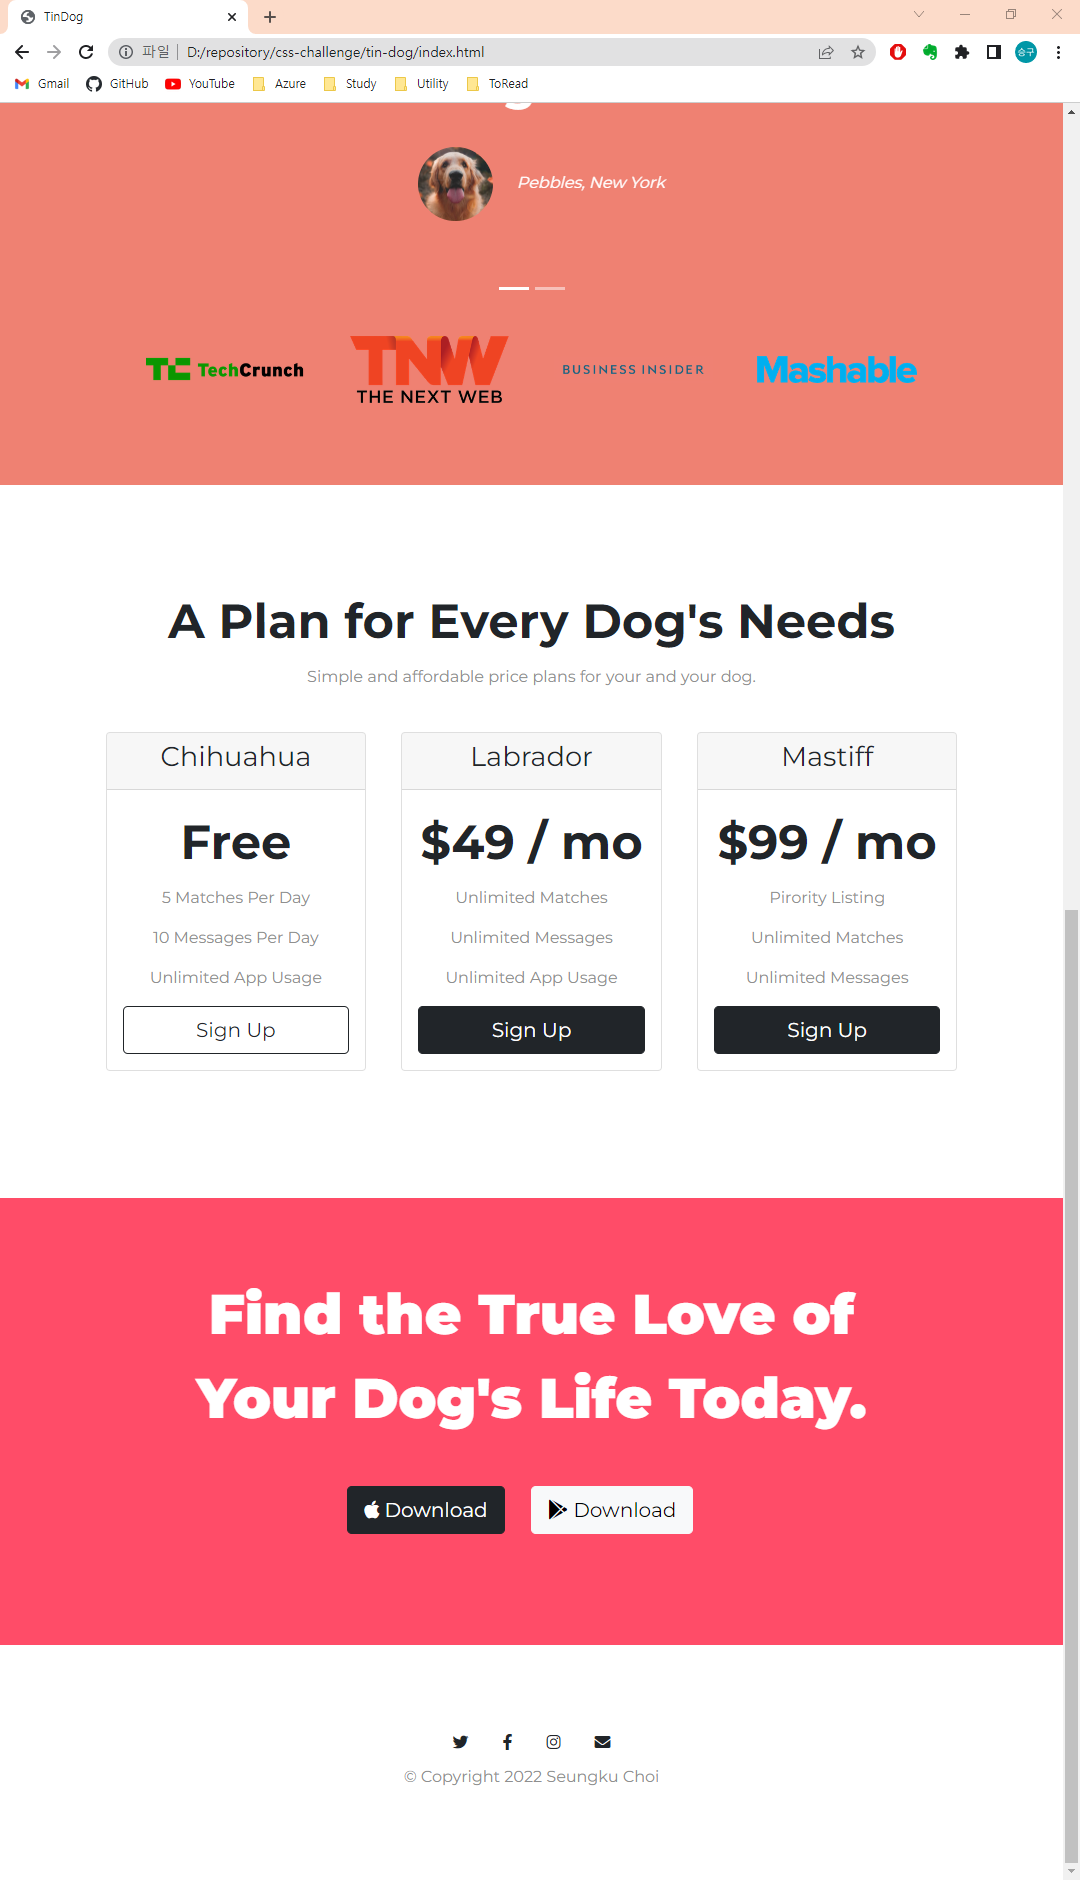 TinDog
파일 D:/repository/css-challenge/tin-dog/index.html
승구
Gmail GitHub YouTube Azure Study Utility ToRead
Pebbles, New York
TC TechCrunch
TNW
THE NEXT WEB
BUSINESS INSIDER
Mashable
A Plan for Every Dog's Needs
Simple and affordable price plans for your and your dog.
Chihuahua
Free
5 Matches Per Day
10 Messages Per Day
Unlimited App Usage
Sign Up
Labrador
$49 / mo
Unlimited Matches
Unlimited Messages
Unlimited App Usage
Sign Up
Mastiff
$99 / mo
Pirority Listing
Unlimited Matches
Unlimited Messages
Sign Up
Find the True Love of
Your Dog's Life Today.
Download
Download
© Copyright 2022 Seungku Choi